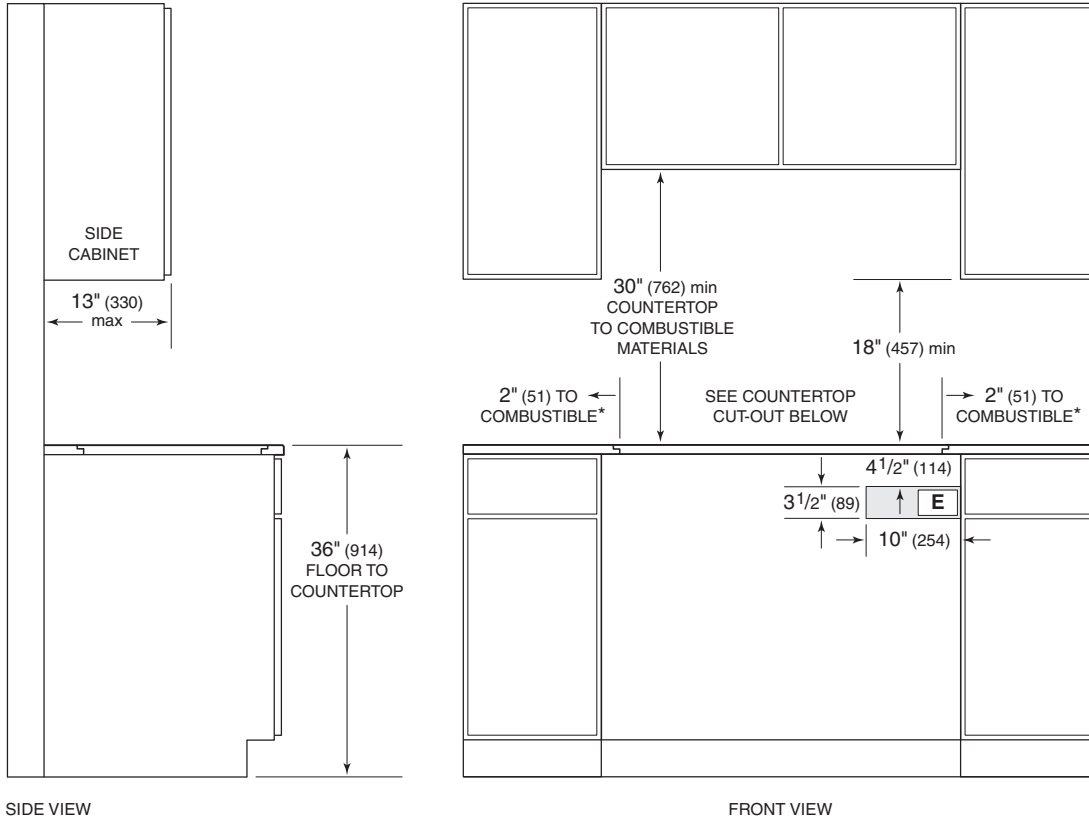 SIDE
CABINET
13" (330)
max
36" (914)
FLOOR TO
COUNTERTOP
SIDE VIEW
30" (762) min
COUNTERTOP
TO COMBUSTIBLE
MATERIALS
18" (457) min
2" (51) TO
COMBUSTIBLE*
SEE COUNTERTOP
CUT-OUT BELOW
2" (51) TO
COMBUSTIBLE*
4 1/2" (114)
3 1/2" (89)
E
10" (254)
FRONT VIEW